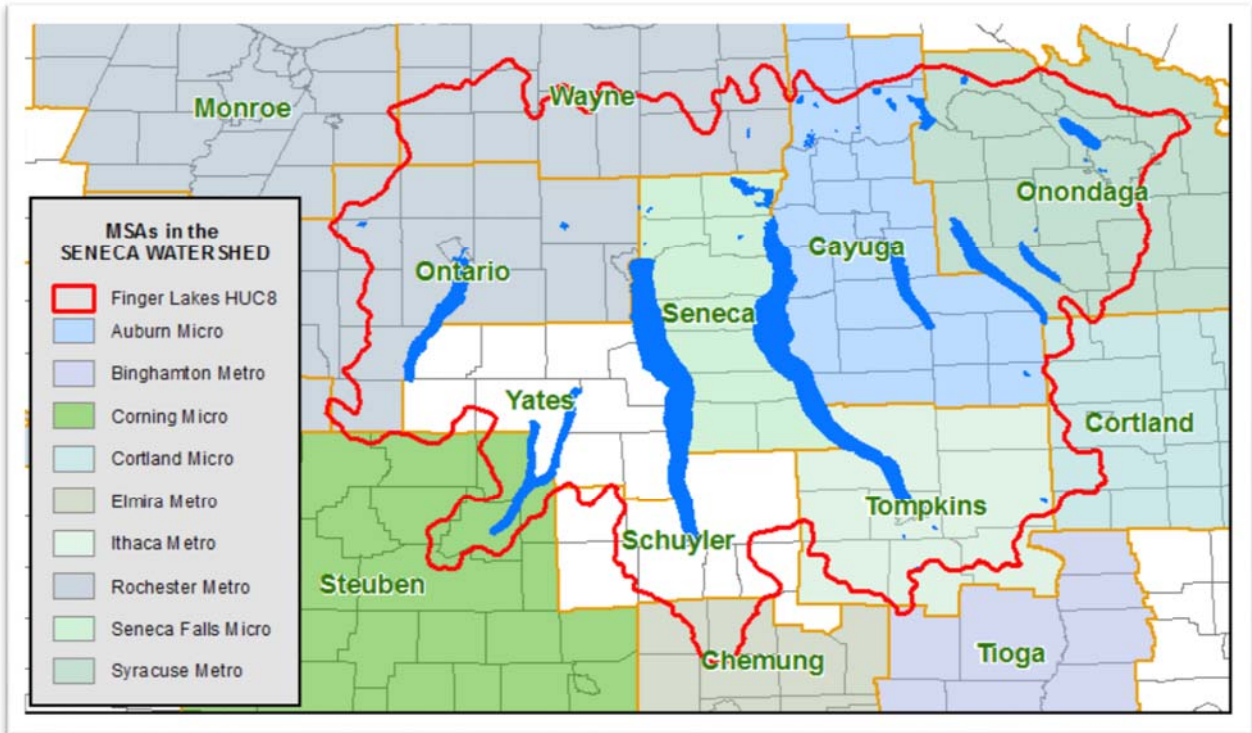 Monroe
Wayne
Onondaga
MSAs in the
SENECA WATERSHED
Finger Lakes HUC8
Auburn Micro
Binghamton Metro
Corning Micro
Cortland Micro
Elmira Metro
Ithaca Metro
Rochester Metro
Seneca Falls Micro
Syracuse Metro
Ontario
Cayuga
Seneca
Yates
Cortland
Tompkins
Schuyler
Steuben
Chemung
Tioga